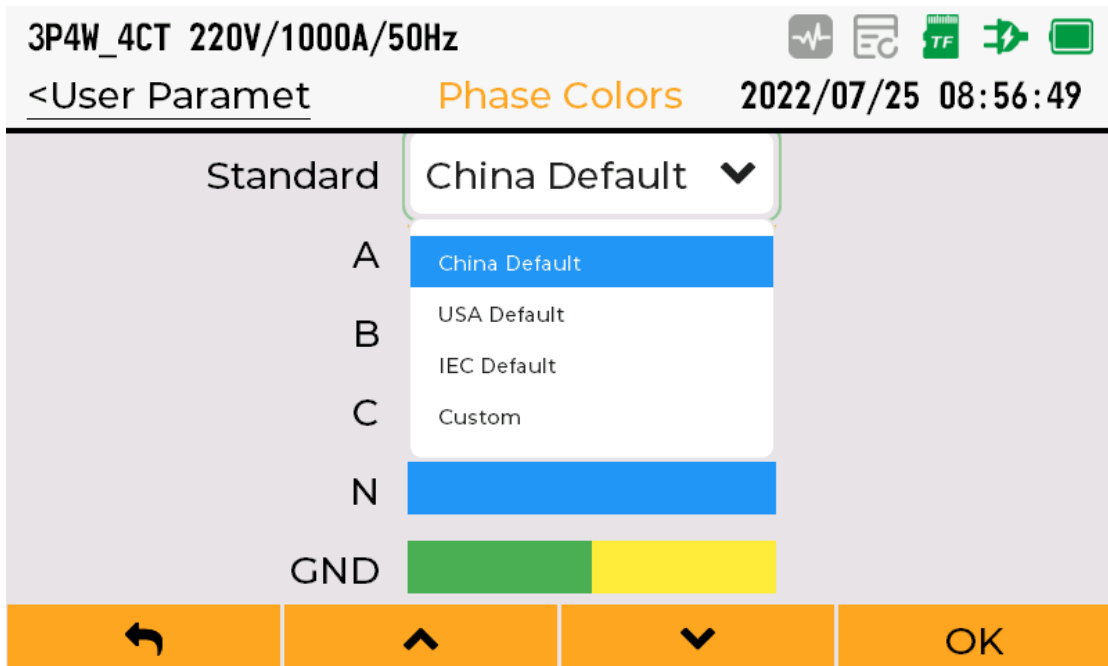 3P4W_4CT 220V/1000A/50Hz
TF
<User Paramet Phase Colors 2022/07/25 08:56:49
Standard China Default
A China Default
USA Default
B
IEC Default
C Custom
N
GND
OK